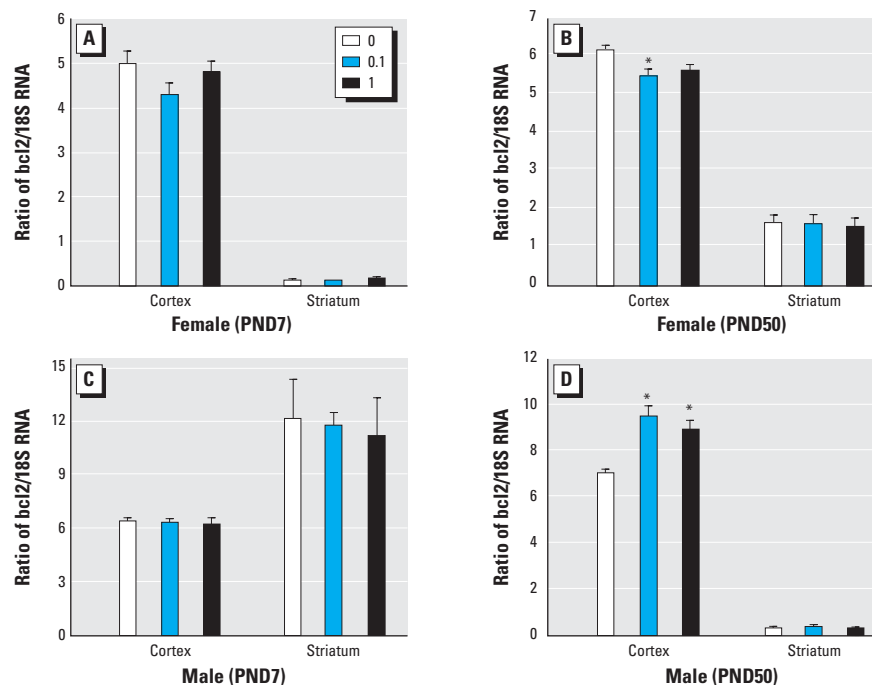 A
Ratio of bcl2/18S RNA
6
5
4
3
2
1
0
0
0.1
1
Cortex
Striatum
Female (PND7)
B
Ratio of bcl2/18S RNA
7
6
5
4
3
2
1
0
*
Cortex
Striatum
Female (PND50)
C
Ratio of bcl2/18S RNA
15
12
9
6
3
0
Cortex
Striatum
Male (PND7)
D
Ratio of bcl2/18S RNA
12
10
8
6
4
2
0
*
*
Cortex
Striatum
Male (PND50)